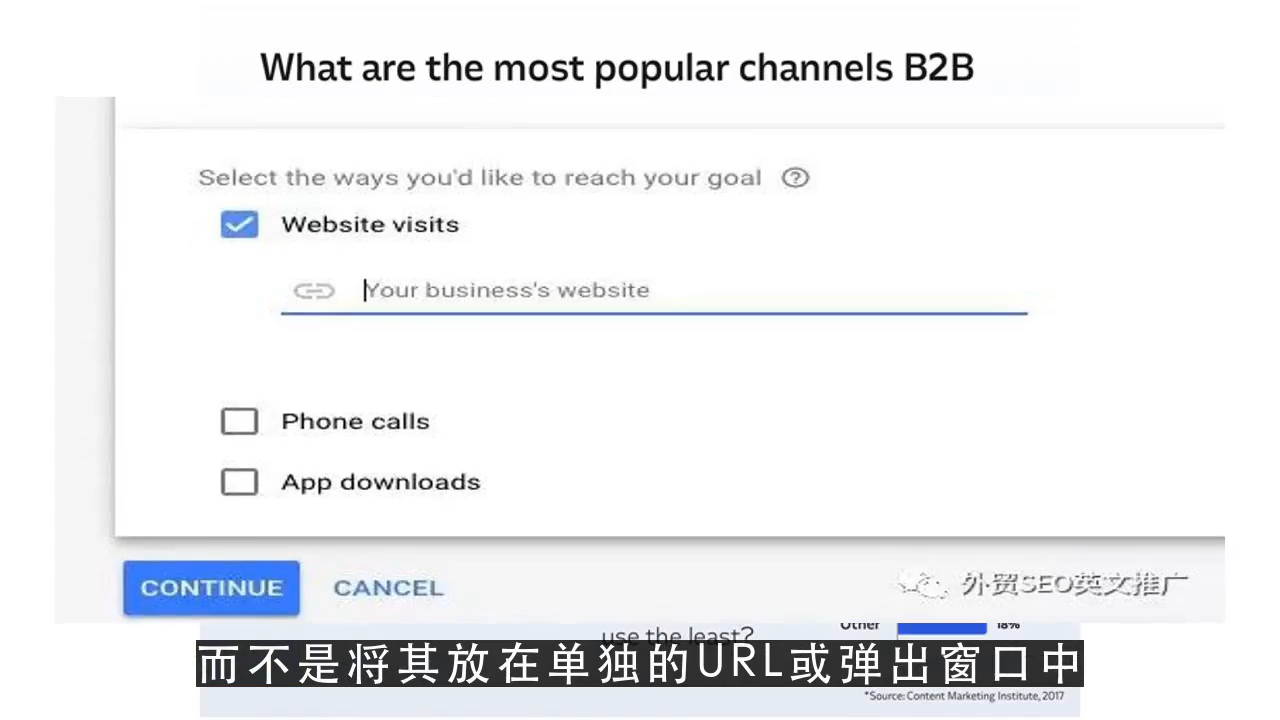 What are the most popular channels B2B
Select the ways you'd like to reach your goal ?
Website visits
Your business's website
Phone calls
App downloads
CONTINUE CANCEL
外贸SEO英文推广
use the least?
Other 18%
而不是将其放在单独的URL或弹出窗口中
*Source: Content Marketing Institute, 2017